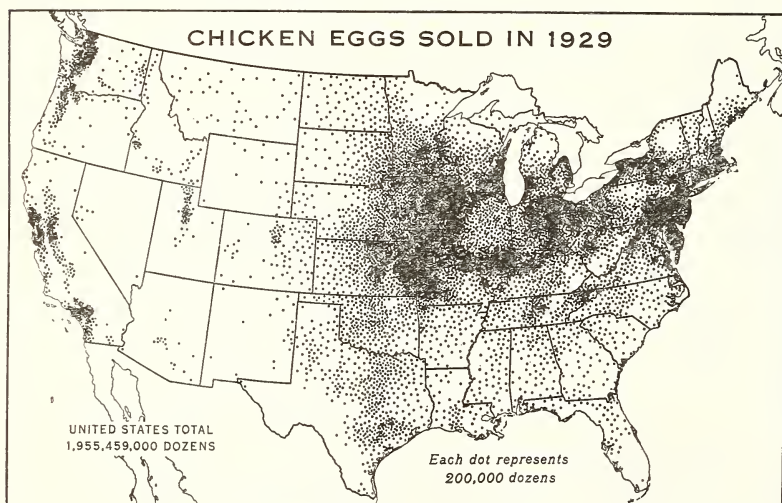 CHICKEN EGGS SOLD IN 1929
UNITED STATES TOTAL
1,955,459,000 DOZENS
Each dot represents
200,000 dozens